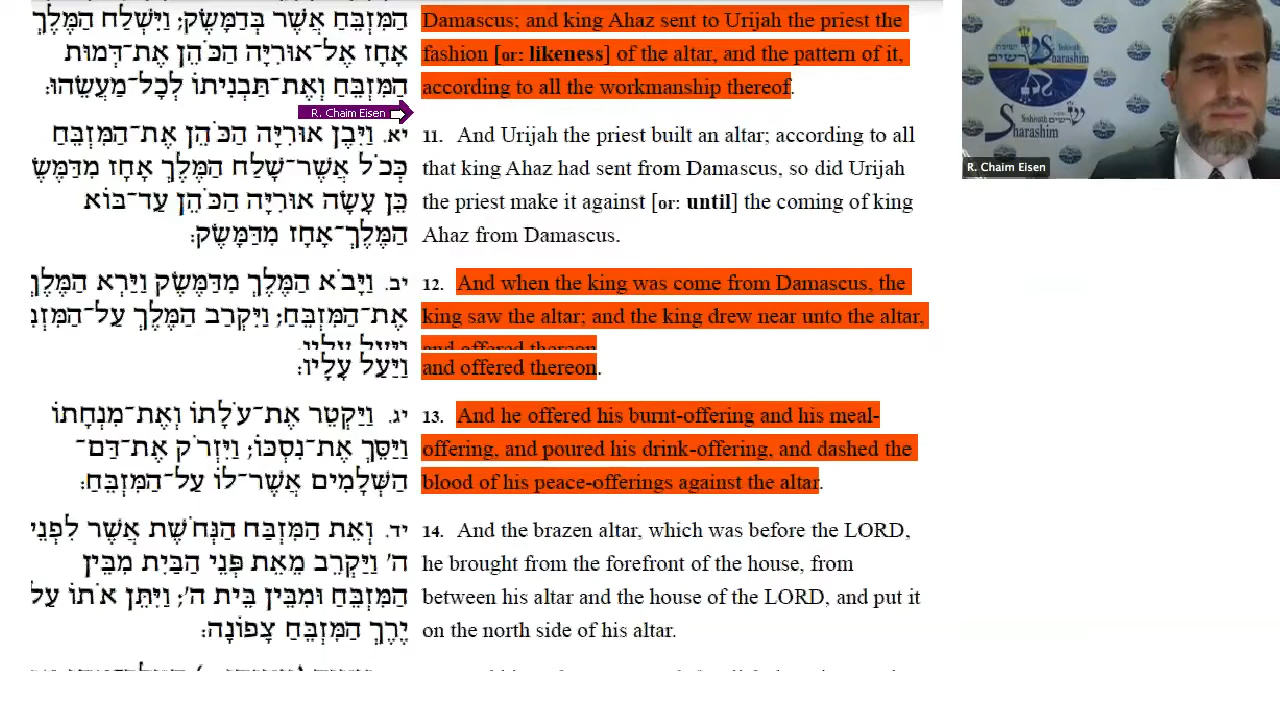 הַמִּזְבֵּחַ אֲשֶׁר בְּדַמָּשֶׂק; וַיִּשְׁלַח הַמֶּלֶךְ
אָחָז אֶל־אוּרִיָּה הַכֹּהֵן אֶת־דְּמוּת
הַמִּזְבֵּחַ וְאֶת־תַּבְנִיתוֹ לְכָל־מַעֲשֵׂהוּ:
יא. וַיִּבֶן אוּרִיָּה הַכֹּהֵן אֶת־הַמִּזְבֵּחַ
כְּכֹל אֲשֶׁר־שָׁלַח הַמֶּלֶךְ אָחָז מִדַּמֶּשֶׂ
כֵּן עָשָׂה אוּרִיָּה הַכֹּהֵן עַד־בּוֹא
הַמֶּלֶךְ־אָחָז מִדַּמָּשֶׂק:
יב. וַיָּבֹא הַמֶּלֶךְ מִדַּמֶּשֶׂק וַיַּרְא הַמֶּלֶךְ
אֶת־הַמִּזְבֵּחַ; וַיִּקְרַב הַמֶּלֶךְ עַל־הַמִּזְבּ
וַיַּעַל עָלָיו:
יג. וַיַּקְטֵר אֶת־עֹלָתוֹ וְאֶת־מִנְחָתוֹ
וַיַּסֵּךְ אֶת־נִסְכּוֹ; וַיִּזְרֹק אֶת־דַּם־
הַשְּׁלָמִים אֲשֶׁר־לוֹ עַל־הַמִּזְבֵּחַ:
יד. וְאֵת הַמִּזְבַּח הַנְּחֹשֶׁת אֲשֶׁר לִפְנֵי
ה' וַיַּקְרֵב מֵאֵת פְּנֵי הַבַּיִת מִבֵּין
הַמִּזְבֵּחַ וּמִבֵּין בֵּית ה'; וַיִּתֵּן אֹתוֹ עַל
יֶרֶךְ הַמִּזְבֵּחַ צָפוֹנָה:
R. Chaim Eisen
Damascus; and king Ahaz sent to Urijah the priest the
fashion [or: likeness] of the altar, and the pattern of it,
according to all the workmanship thereof.
11. And Urijah the priest built an altar; according to all
that king Ahaz had sent from Damascus, so did Urijah
the priest make it against [or: until] the coming of king
Ahaz from Damascus.
12. And when the king was come from Damascus, the
king saw the altar; and the king drew near unto the altar,
and offered thereon
and offered thereon.
13. And he offered his burnt-offering and his meal-
offering, and poured his drink-offering, and dashed the
blood of his peace-offerings against the altar.
14. And the brazen altar, which was before the LORD,
he brought from the forefront of the house, from
between his altar and the house of the LORD, and put it
on the north side of his altar.
Yeshivath
Sharashim
Yeshivath
Sharashim
R. Chaim Eisen